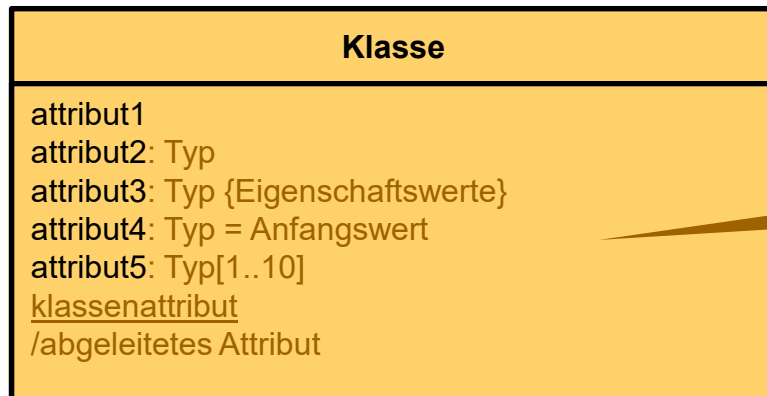 Klasse
attribut1
attribut2: Typ
attribut3: Typ {Eigenschaftswerte}
attribut4: Typ = Anfangswert
attribut5: Typ[1..10]
klassenattribut
/abgeleitetes Attribut